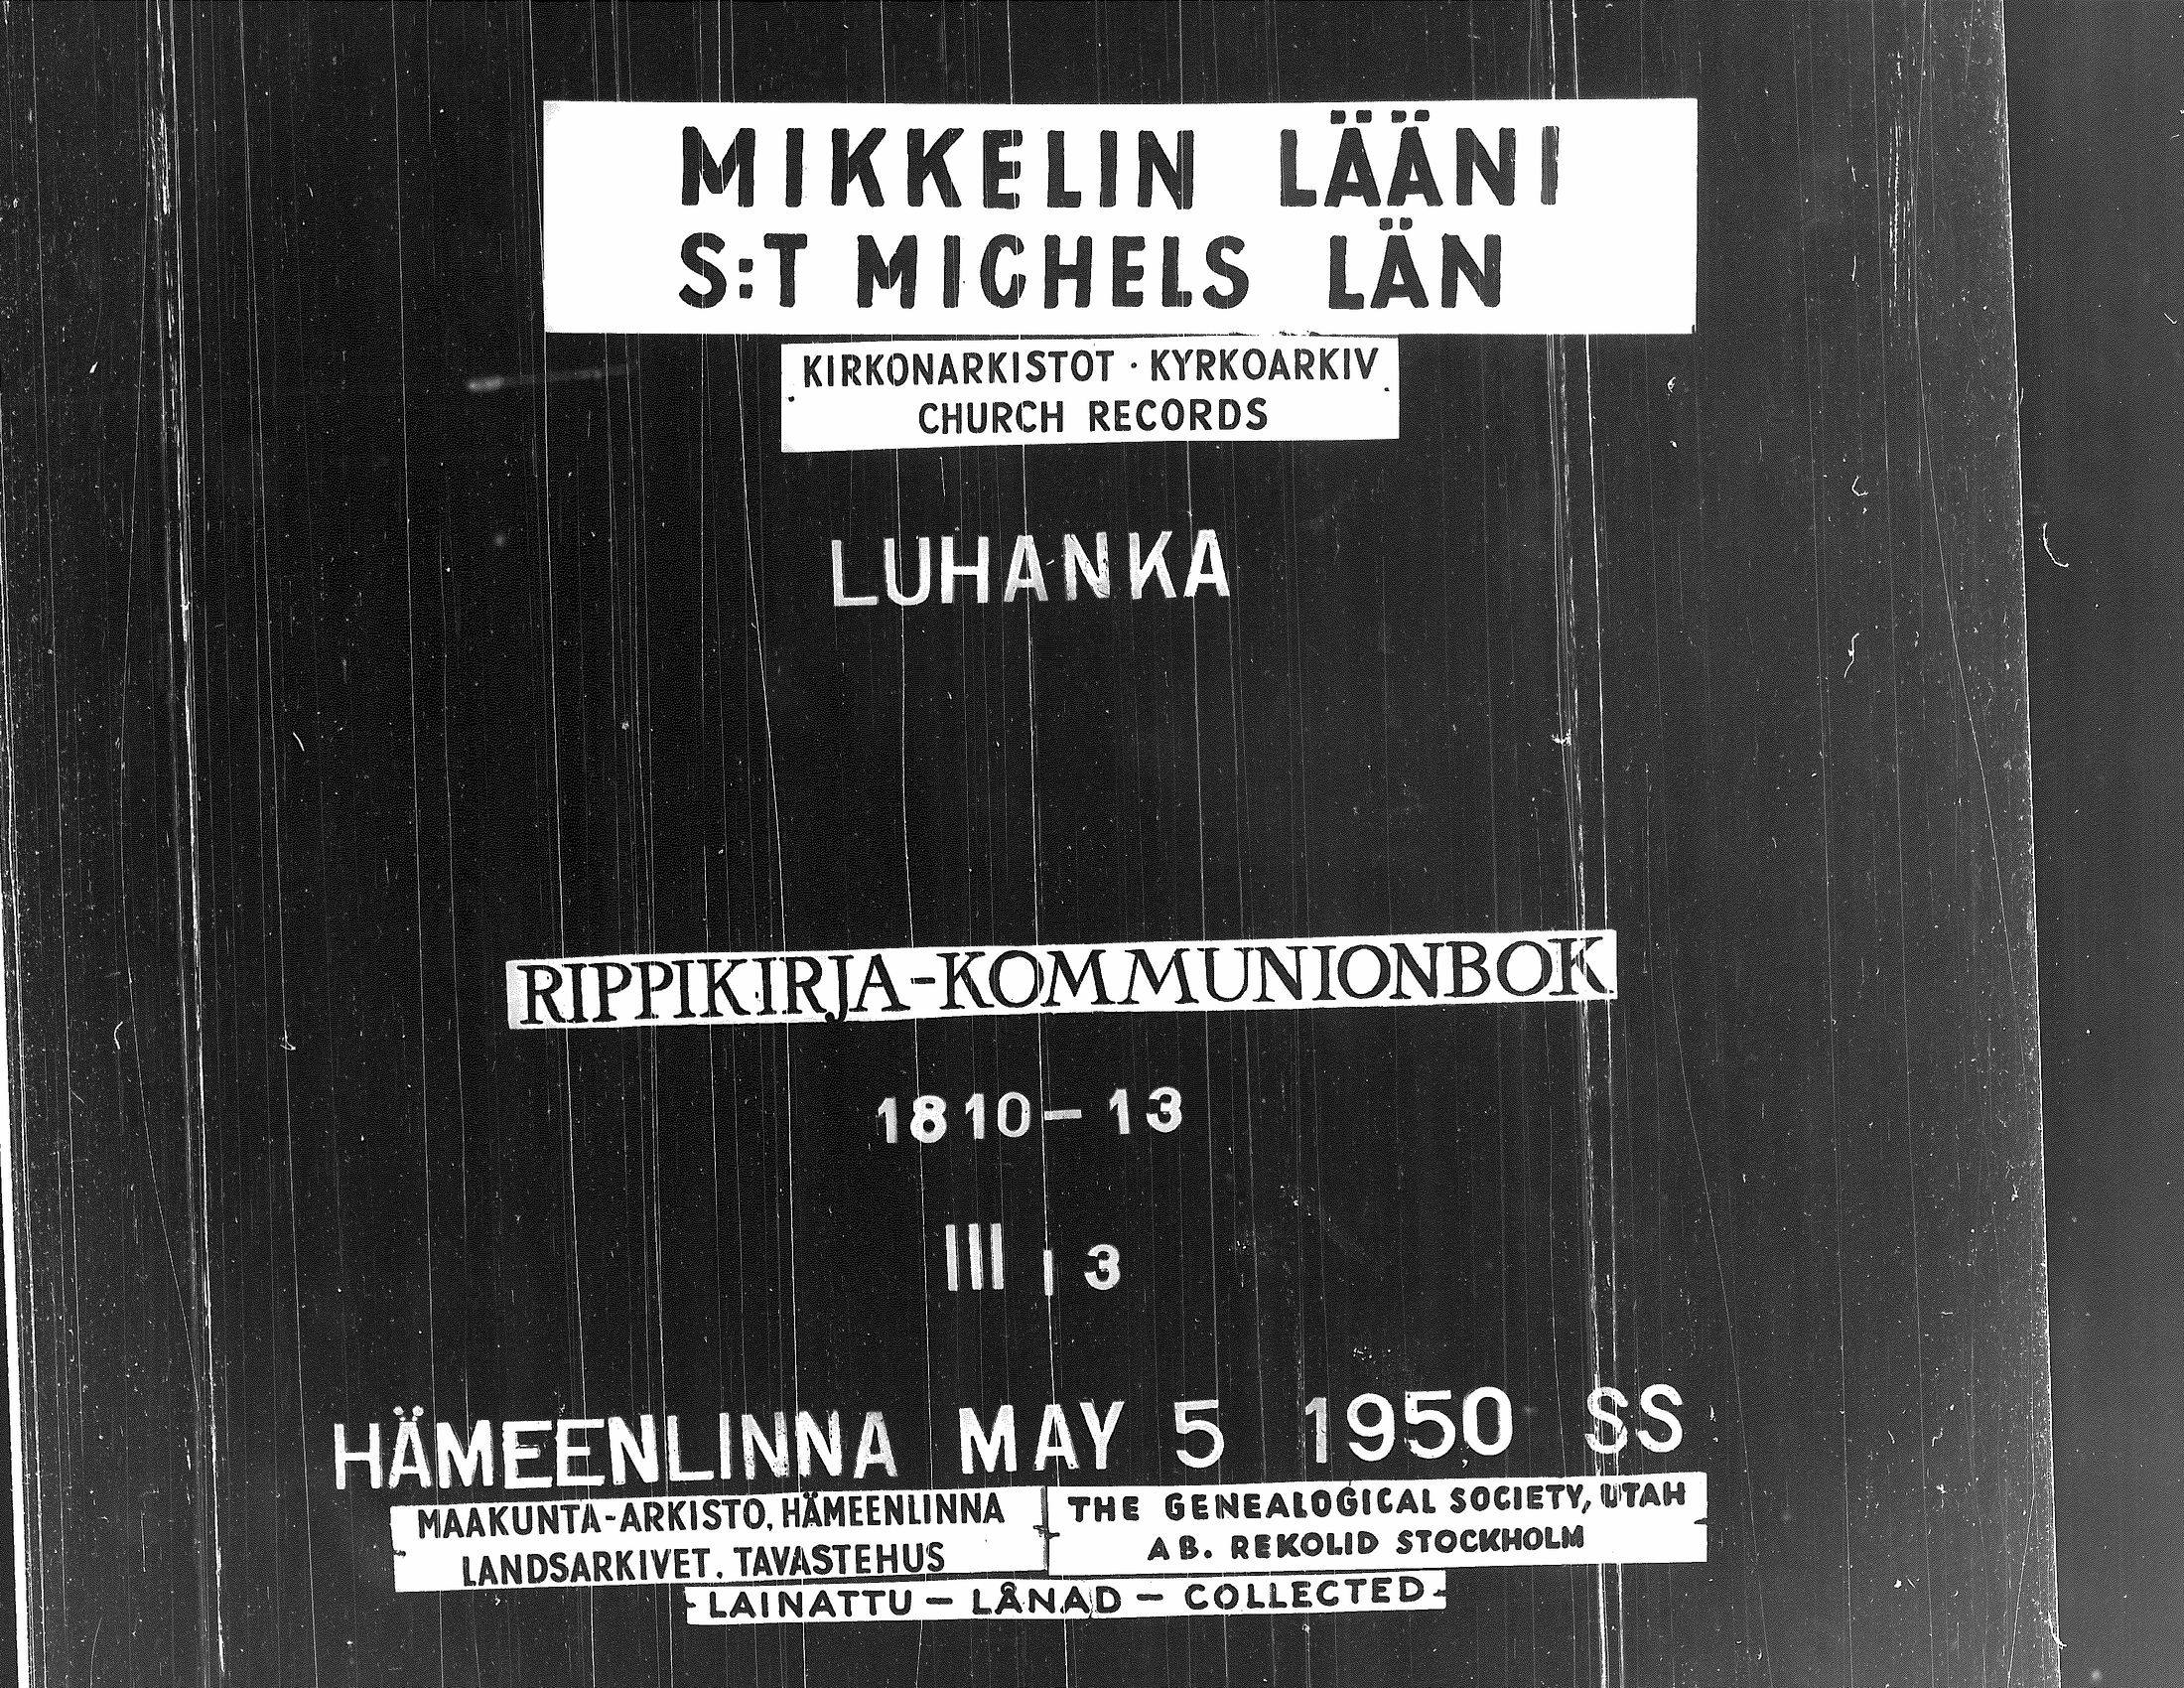 MIKKELIN LÄÄNI
S:T MICHELS LÄN
KIRKONARKISTOT · KYRKOARKIV
CHURCH RECORDS
LUHANKA
RIPPIKIRJA-KOMMUNIONBOK
1810-13
III 3
HÄMEENLINNA MAY 5 1950 SS
MAAKUNTA-ARKISTO, HÄMEENLINNA
LANDSARKIVET. TAVASTEHUS
THE GENEALOGICAL SOCIETY, UTAH
AB. REKOLID STOCKHOLM
LAINATTU - LÅNAD - COLLECTED